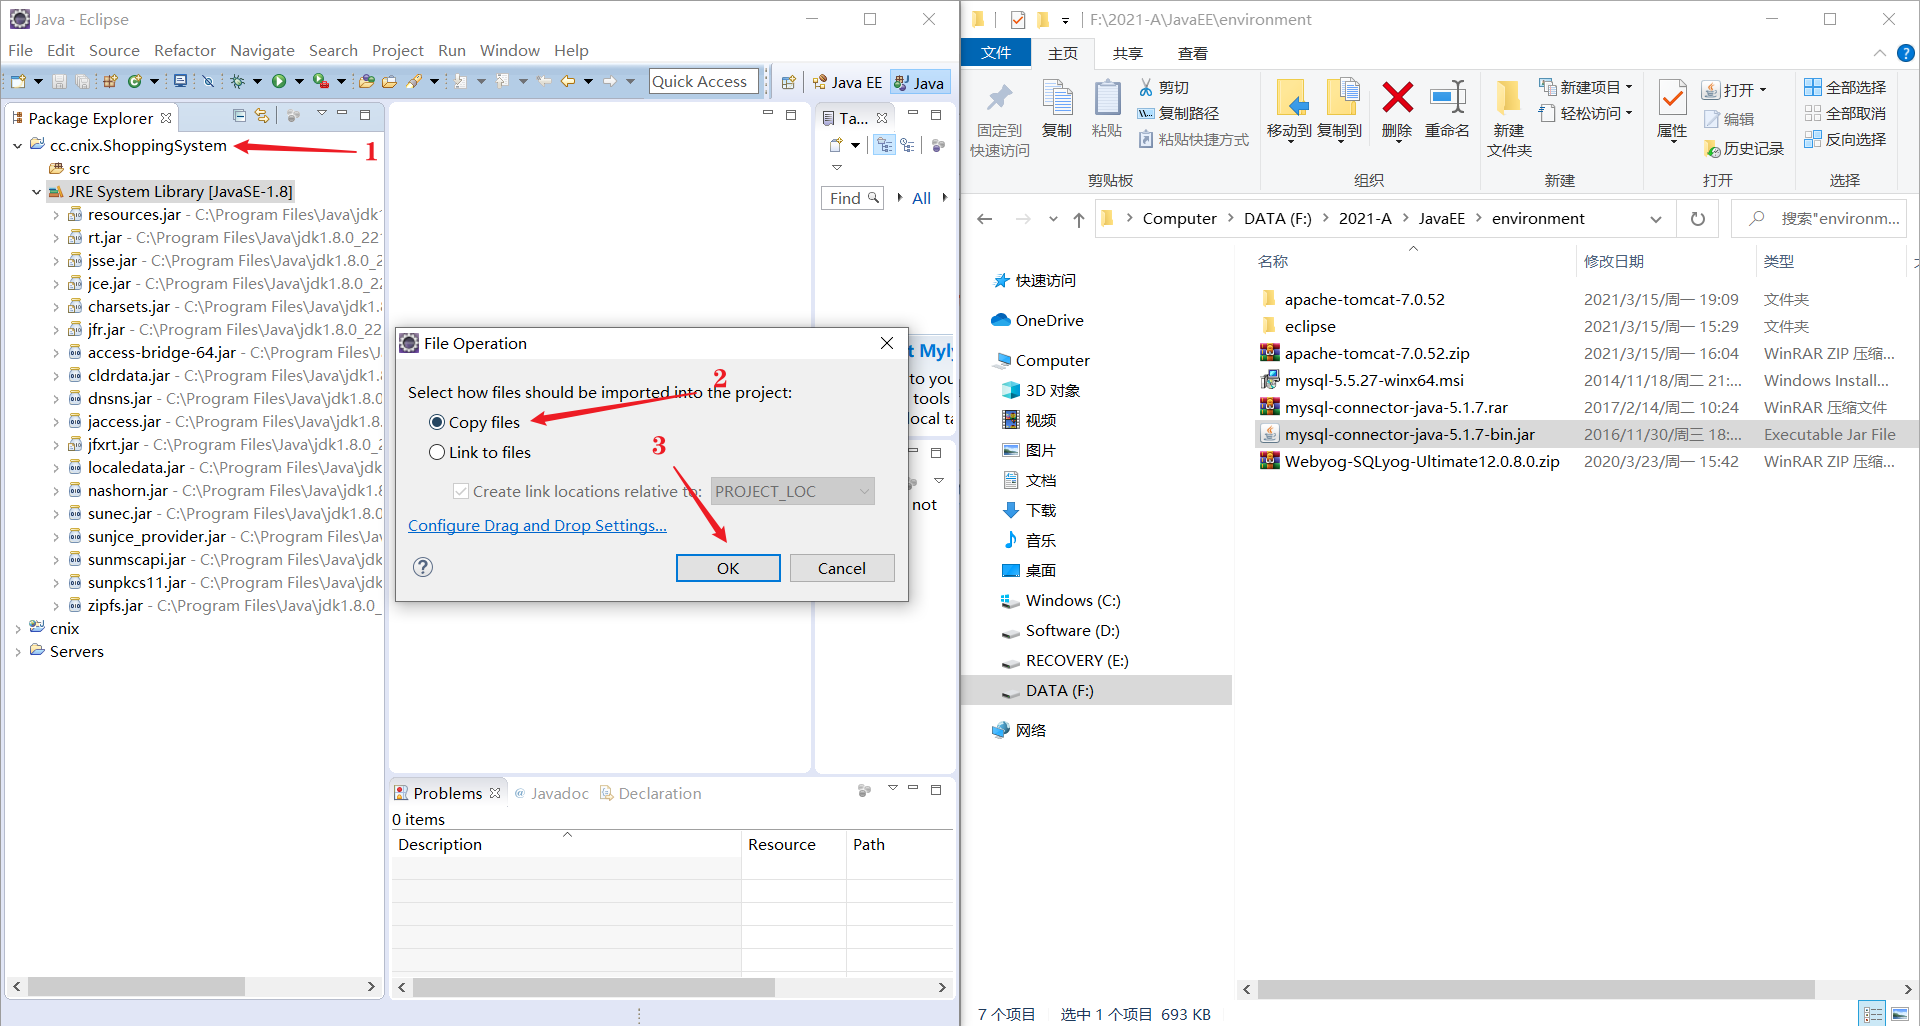 Java - Eclipse
File Edit Source Refactor Navigate Search Project Run Window Help
Quick Access
Java EE
Java
Package Explorer
cc.cnix.ShoppingSystem
1
src
JRE System Library [JavaSE-1.8]
resources.jar - C:\Program Files\Java\jdk1
rt.jar - C:\Program Files\Java\jdk1.8.0_221
jsse.jar - C:\Program Files\Java\jdk1.8.0_2
jce.jar - C:\Program Files\Java\jdk1.8.0_22
charsets.jar - C:\Program Files\Java\jdk1.8
jfr.jar - C:\Program Files\Java\jdk1.8.0_22
access-bridge-64.jar - C:\Program Files\J
cldrdata.jar - C:\Program Files\Java\jdk1.8
dnsns.jar - C:\Program Files\Java\jdk1.8.0
jaccess.jar - C:\Program Files\Java\jdk1.8.
jfxrt.jar - C:\Program Files\Java\jdk1.8.0_2
localedata.jar - C:\Program Files\Java\jdk1
nashorn.jar - C:\Program Files\Java\jdk1.8
sunec.jar - C:\Program Files\Java\jdk1.8.0
sunjce_provider.jar - C:\Program Files\Jav
sunmscapi.jar - C:\Program Files\Java\jdk
sunpkcs11.jar - C:\Program Files\Java\jdk
zipfs.jar - C:\Program Files\Java\jdk1.8.0_
cnix
Servers
Ta...
Find
All
t Myly
to you
tools
local ta
not
File Operation
Select how files should be imported into the project:
2
Copy files
Link to files
3
Create link locations relative to:
PROJECT_LOC
Configure Drag and Drop Settings...
OK
Cancel
Problems
@ Javadoc
Declaration
0 items
Description
Resource
Path
F:\2021-A\JavaEE\environment
文件
主页
共享
查看
固定到
快速访问
复制
粘贴
剪切
复制路径
粘贴快捷方式
剪贴板
移动到
复制到
删除
重命名
组织
新建
文件夹
新建项目
轻松访问
新建
属性
打开
编辑
历史记录
打开
全部选择
全部取消
反向选择
选择
Computer
DATA (F:)
2021-A
JavaEE
environment
搜索"environm...
快速访问
OneDrive
Computer
3D 对象
视频
图片
文档
下载
音乐
桌面
Windows (C:)
Software (D:)
RECOVERY (E:)
DATA (F:)
网络
名称 修改日期 类型
apache-tomcat-7.0.52 2021/3/15/周一 19:09 文件夹
eclipse 2021/3/15/周一 15:29 文件夹
apache-tomcat-7.0.52.zip 2021/3/15/周一 16:04 WinRAR ZIP 压缩...
mysql-5.5.27-winx64.msi 2014/11/18/周二 21:... Windows Install...
mysql-connector-java-5.1.7.rar 2017/2/14/周二 10:24 WinRAR 压缩文件
mysql-connector-java-5.1.7-bin.jar 2016/11/30/周三 18:... Executable Jar File
Webyog-SQLyog-Ultimate12.0.8.0.zip 2020/3/23/周一 15:42 WinRAR ZIP 压缩...
7 个项目
选中 1 个项目 693 KB